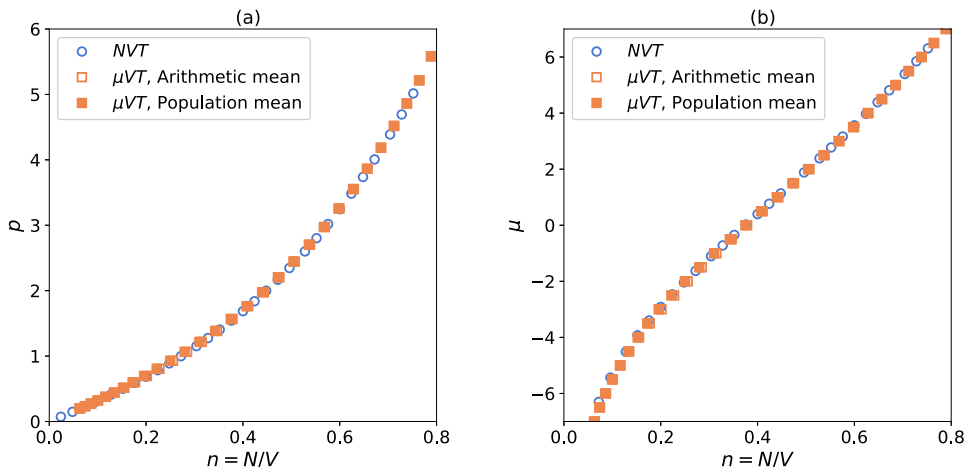 (a)
NVT
μVT, Arithmetic mean
μVT, Population mean
p
6
5
4
3
2
1
0
0.0 0.2 0.4 0.6 0.8
n = N/V
(b)
NVT
μVT, Arithmetic mean
μVT, Population mean
μ
6
4
2
0
−2
−4
−6
0.0 0.2 0.4 0.6 0.8
n = N/V